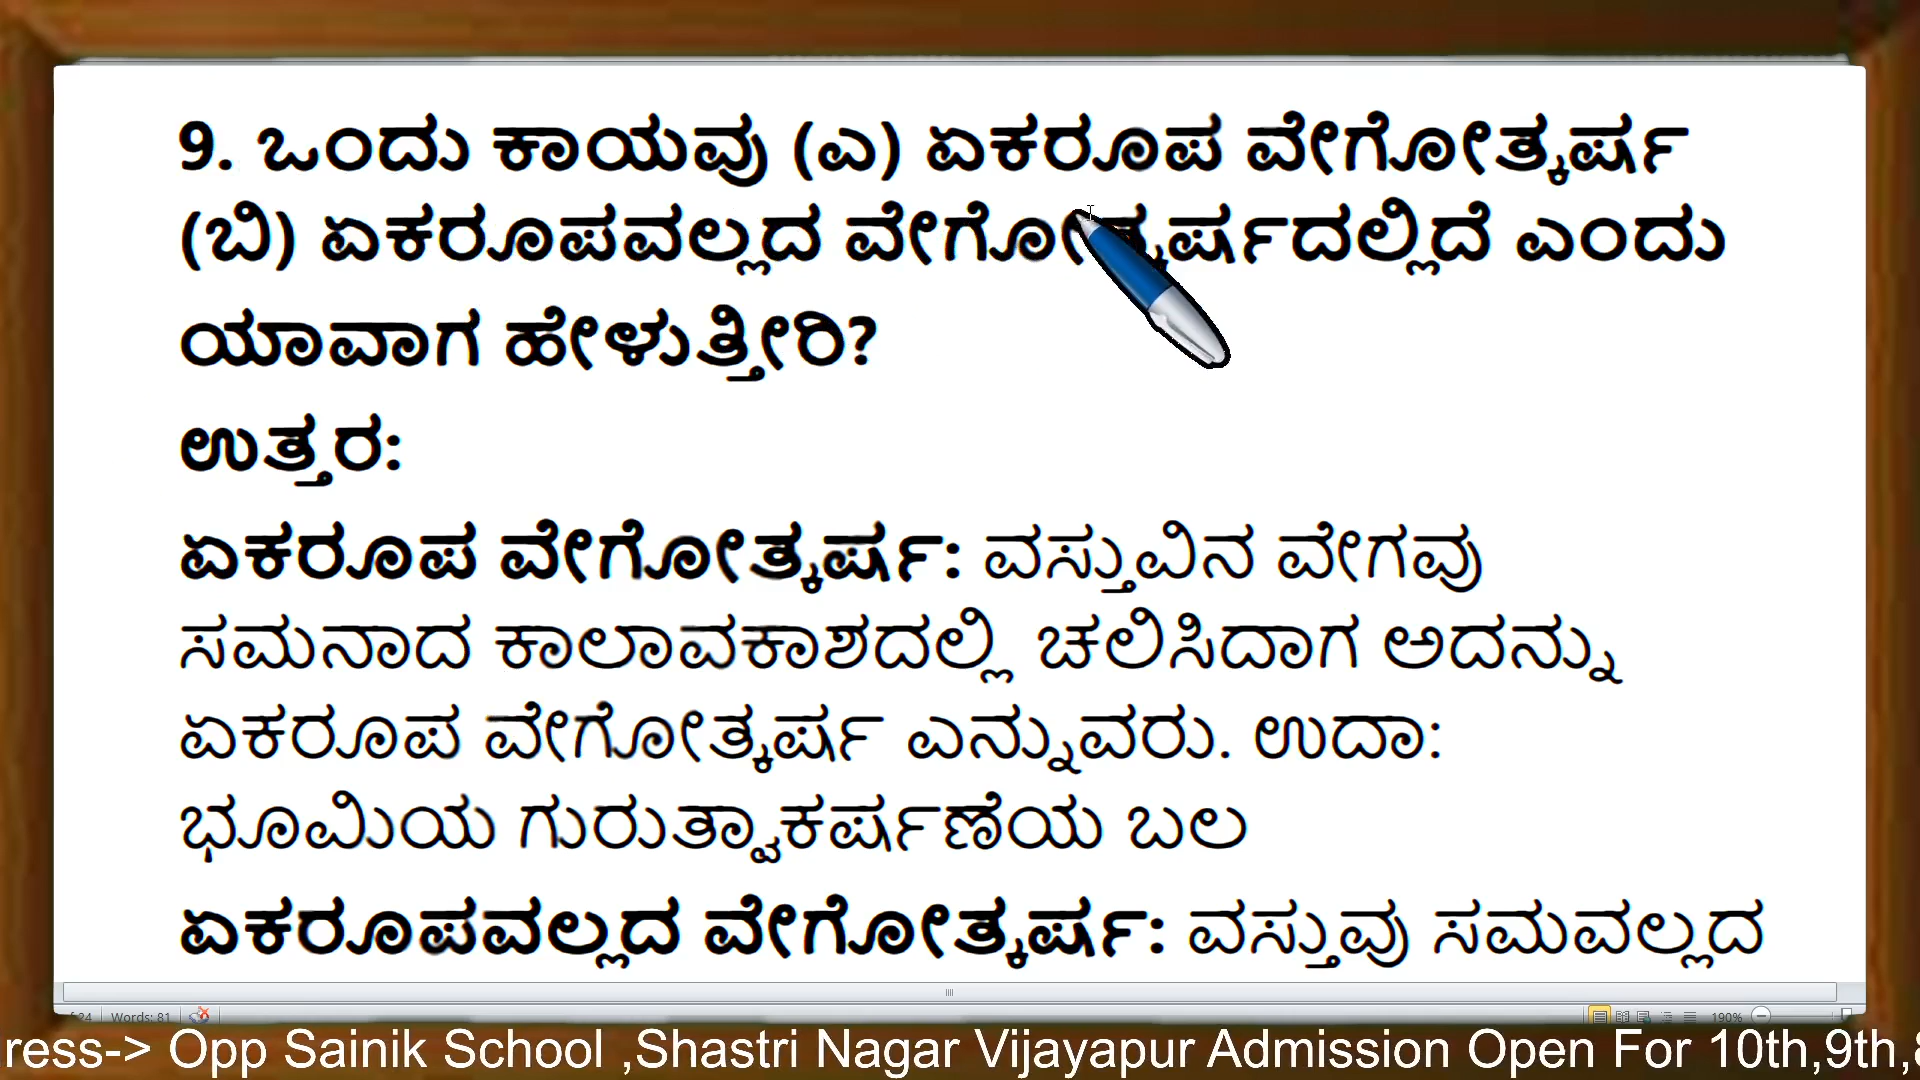 9. ಒಂದು ಕಾಯವು (ಎ) ಏಕರೂಪ ವೇಗೋತ್ಕರ್ಷ
(ಬಿ) ಏಕರೂಪವಲ್ಲದ ವೇಗೋತ್ಕರ್ಷದಲ್ಲಿದೆ ಎಂದು
ಯಾವಾಗ ಹೇಳುತ್ತೀರಿ?
ಉತ್ತರ:
ಏಕರೂಪ ವೇಗೋತ್ಕರ್ಷ: ವಸ್ತುವಿನ ವೇಗವು
ಸಮನಾದ ಕಾಲಾವಕಾಶದಲ್ಲಿ ಚಲಿಸಿದಾಗ ಅದನ್ನು
ಏಕರೂಪ ವೇಗೋತ್ಕರ್ಷ ಎನ್ನುವರು. ಉದಾ:
ಭೂಮಿಯ ಗುರುತ್ವಾಕರ್ಷಣೆಯ ಬಲ
ಏಕರೂಪವಲ್ಲದ ವೇಗೋತ್ಕರ್ಷ: ವಸ್ತುವು ಸಮವಲ್ಲದ
Words: 81 190%
ress-> Opp Sainik School ,Shastri Nagar Vijayapur Admission Open For 10th,9th,